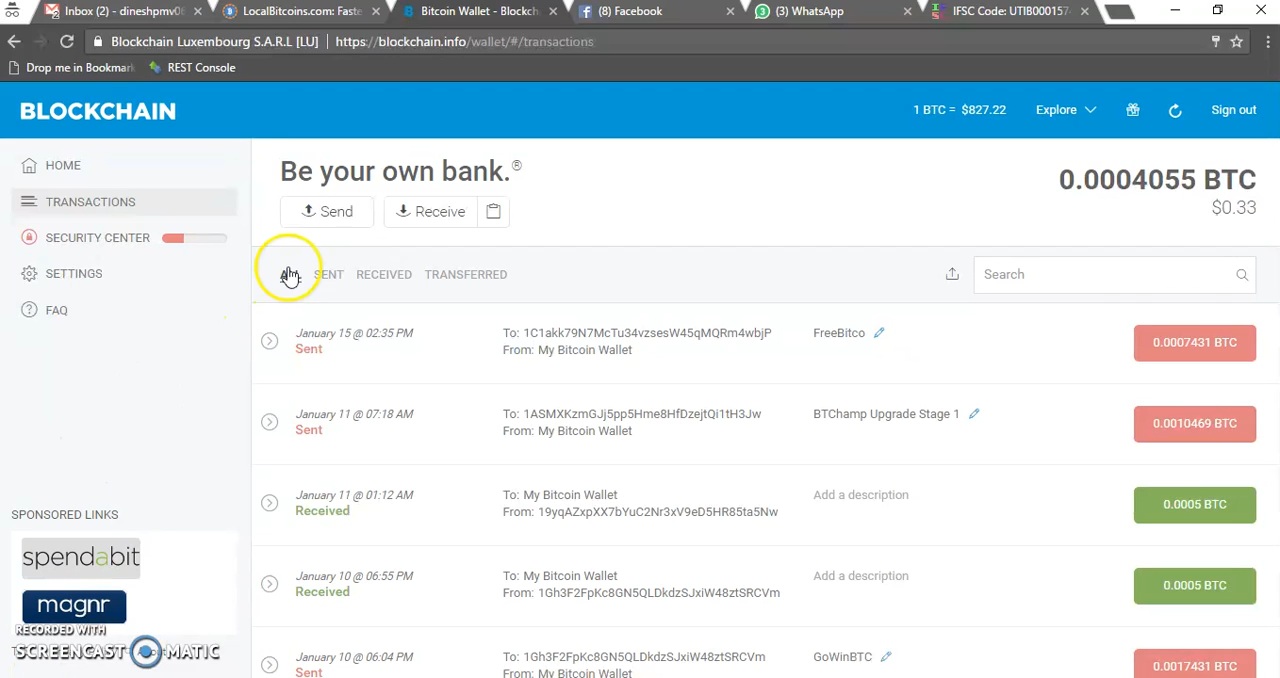 Inbox (2) - dineshpmv0
LocalBitcoins.com: Faste
Bitcoin Wallet - Blockch
(8) Facebook
(3) WhatsApp
IFSC Code: UTIB000157
Blockchain Luxembourg S.A.R.L [LU]
https://blockchain.info/wallet/#/transactions
Drop me in Bookmar
REST Console
BLOCKCHAIN
1 BTC = $827.22
Explore
Sign out
HOME
TRANSACTIONS
SECURITY CENTER
SETTINGS
FAQ
Be your own bank.®
0.0004055 BTC
$0.33
Send
Receive
SENT
RECEIVED
TRANSFERRED
Search
January 15 @ 02:35 PM
Sent
To: 1C1akk79N7McTu34vzsesW45qMQRm4wbjP
From: My Bitcoin Wallet
FreeBitco
0.0007431 BTC
January 11 @ 07:18 AM
Sent
To: 1ASMXKzmGJj5pp5Hme8HfDzejtQi1tH3Jw
From: My Bitcoin Wallet
BTChamp Upgrade Stage 1
0.0010469 BTC
January 11 @ 01:12 AM
Received
To: My Bitcoin Wallet
From: 19yqAZxpXX7bYuC2Nr3xV9eD5HR85ta5Nw
Add a description
0.0005 BTC
January 10 @ 06:55 PM
Received
To: My Bitcoin Wallet
From: 1Gh3F2FpKc8GN5QLDkdzSJxiW48ztSRCVm
Add a description
0.0005 BTC
January 10 @ 06:04 PM
Sent
To: 1Gh3F2FpKc8GN5QLDkdzSJxiW48ztSRCVm
From: My Bitcoin Wallet
GoWinBTC
0.0017431 BTC
SPONSORED LINKS
spendabit
magnr
RECORDED WITH
SCREENCAST MATIC